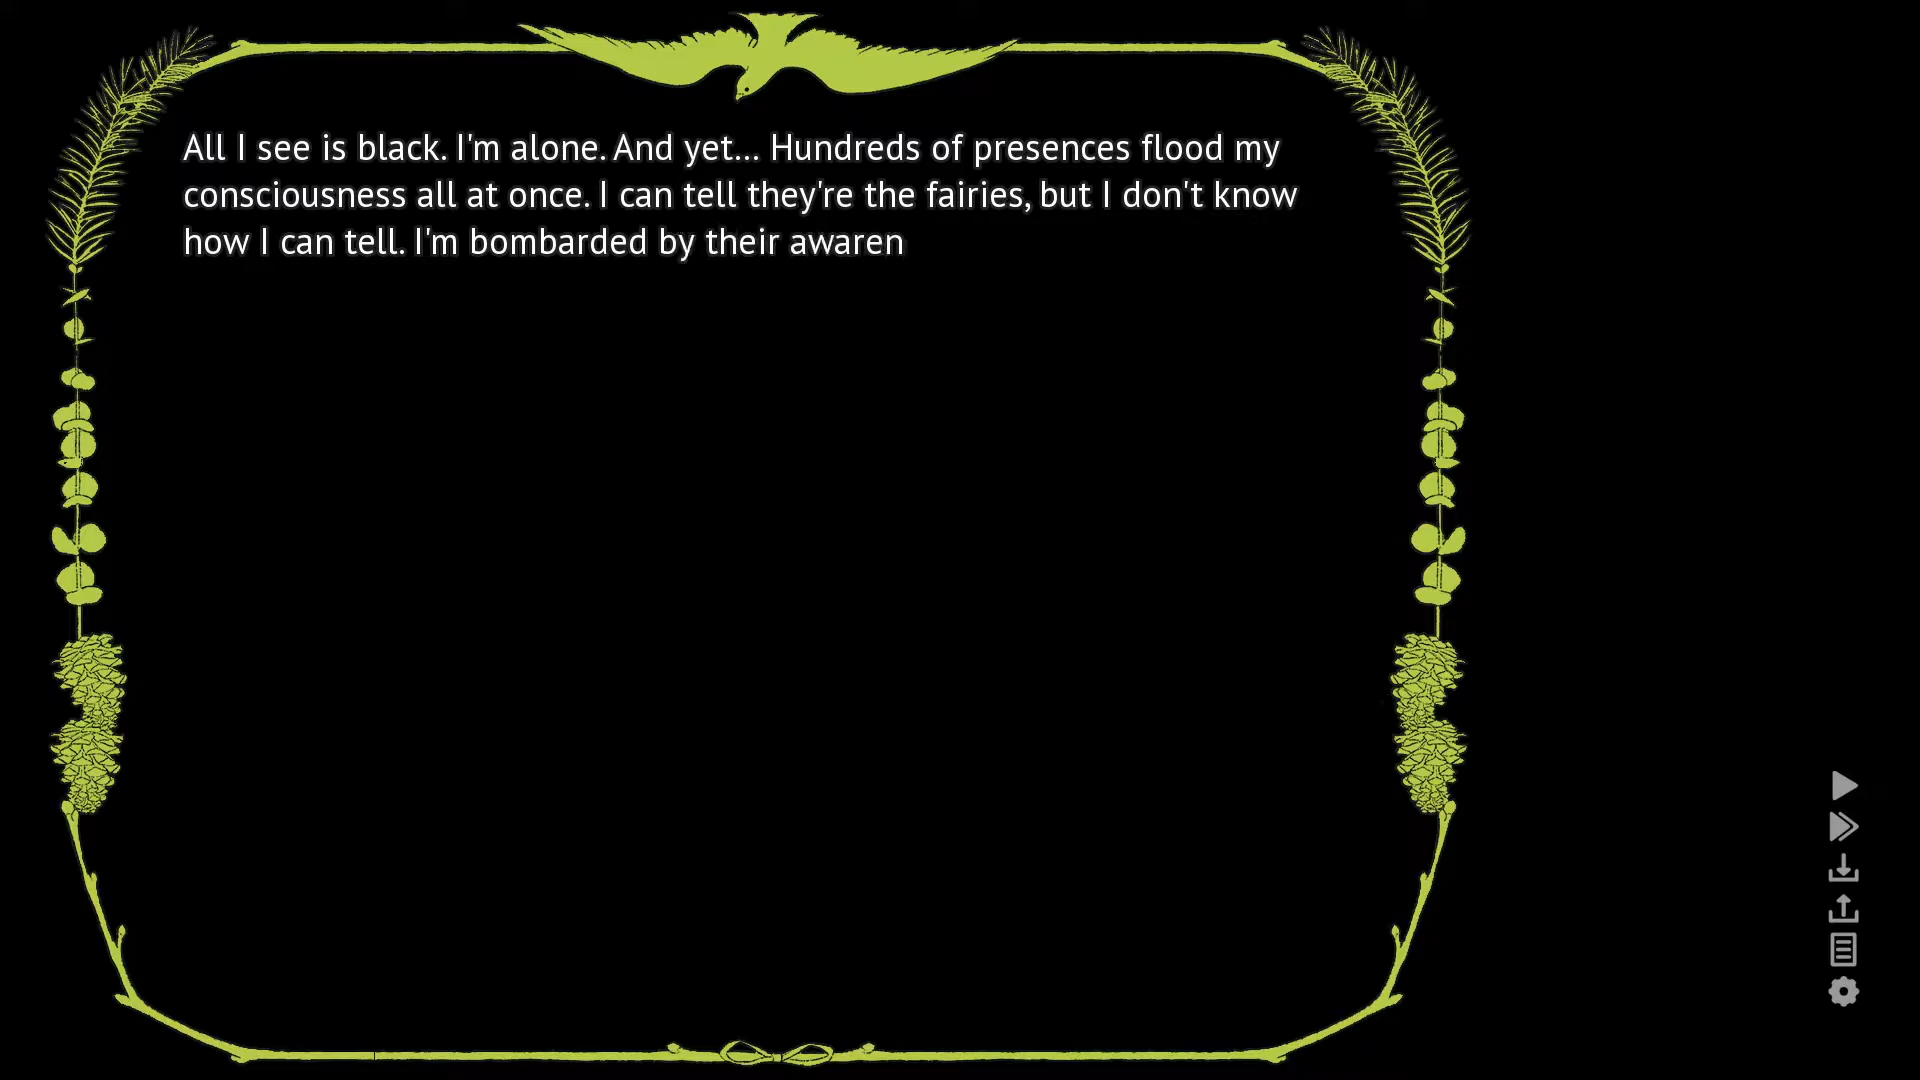 All I see is black. I'm alone. And yet... Hundreds of presences flood my
consciousness all at once. I can tell they're the fairies, but I don't know
how I can tell. I'm bombarded by their awaren